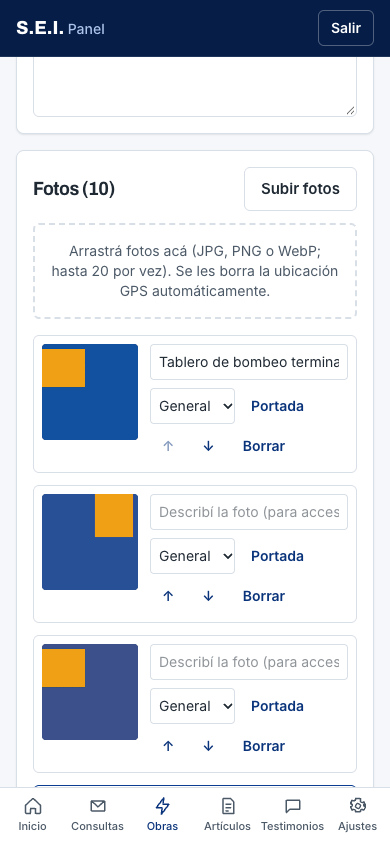 S.E.I. Panel
Salir
Fotos (10)
Subir fotos
Arrastrá fotos acá (JPG, PNG o WebP;
hasta 20 por vez). Se les borra la ubicación
GPS automáticamente.
Tablero de bombeo termina
General Portada
↑ ↓ Borrar
Describí la foto (para acces
General Portada
↑ ↓ Borrar
Describí la foto (para acces
General Portada
↑ ↓ Borrar
Inicio Consultas Obras Artículos Testimonios Ajustes